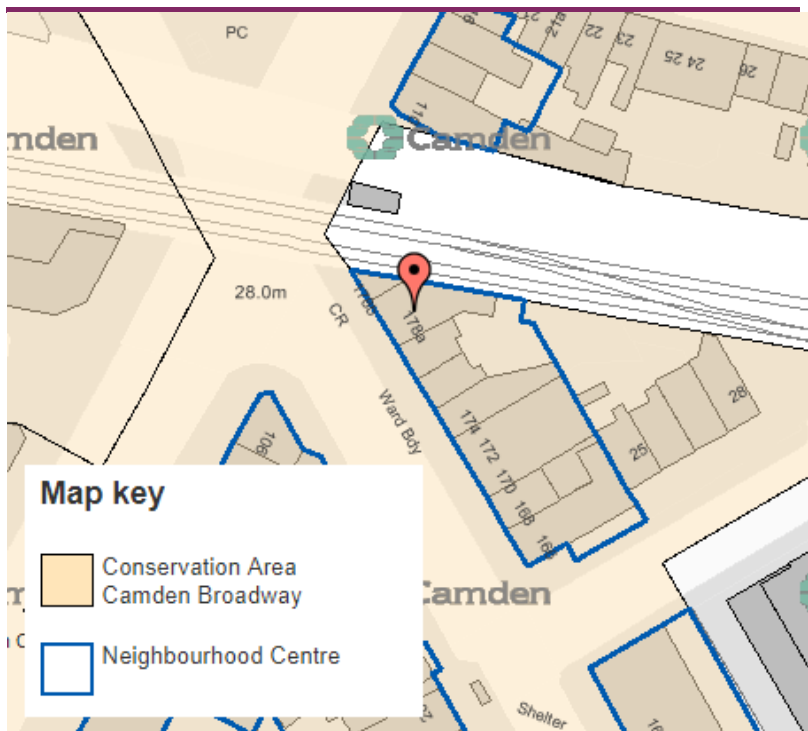 PC
21a
22
23
24 25
26
Camden
28.0m
CR
178a
Ward Bdy
174
172
170
168
25
28
106
Map key
Conservation Area
Camden Broadway
Camden
Neighbourhood Centre
Shelter